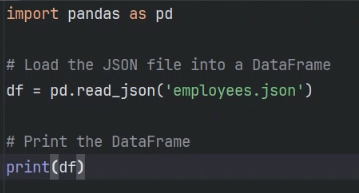 import pandas as pd
# Load the JSON file into a DataFrame
df = pd.read_json('employees.json')
# Print the DataFrame
print(df)